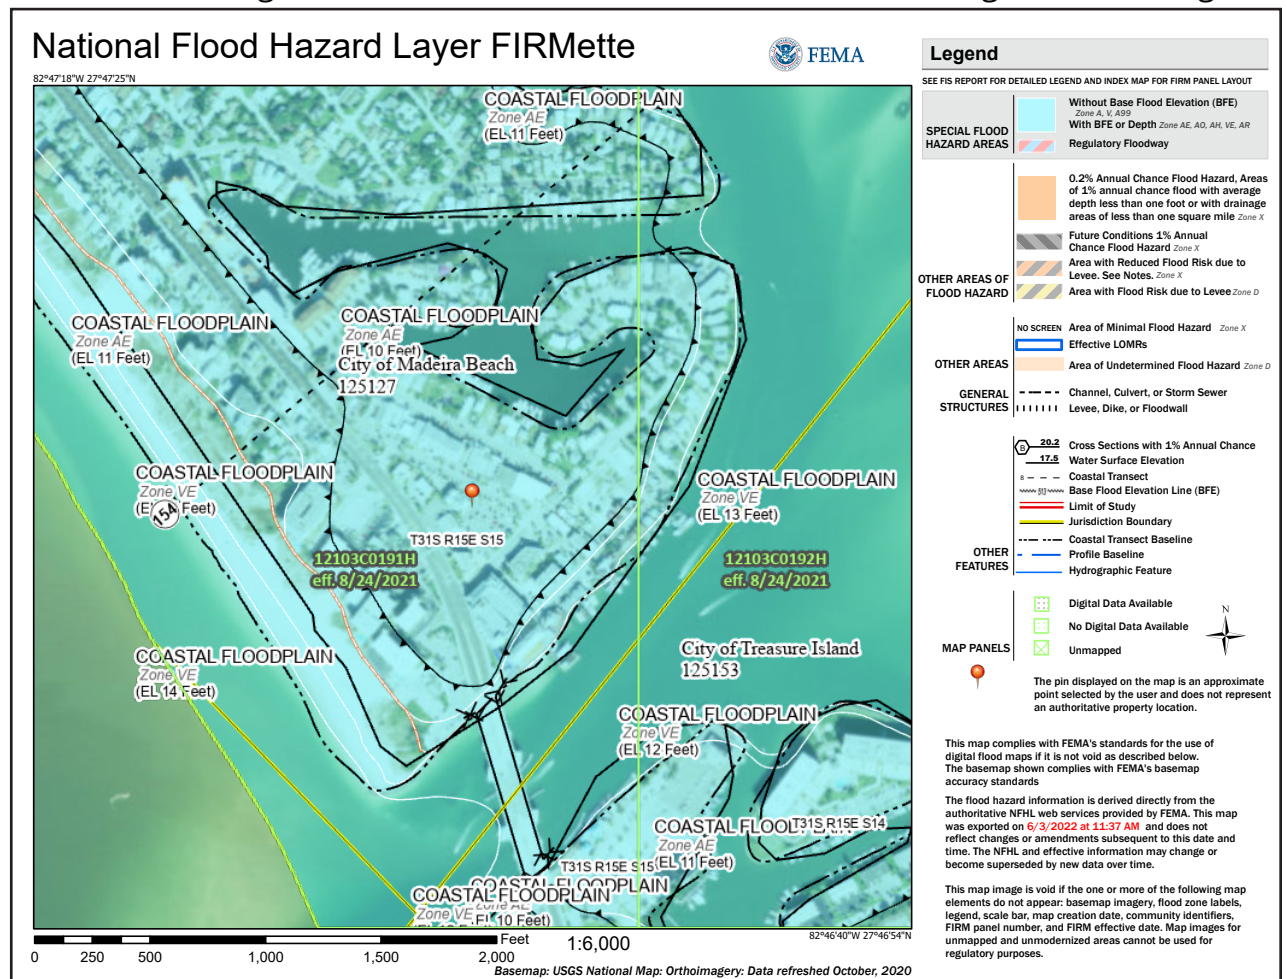 National Flood Hazard Layer FIRMette
FEMA
82°47'18"W 27°47'25"N
COASTAL FLOODPLAIN
Zone AE
(EL 11 Feet)
COASTAL FLOODPLAIN
Zone AE
(EL 11 Feet)
COASTAL FLOODPLAIN
Zone AE
(EL 10 Feet)
City of Madeira Beach
125127
COASTAL FLOODPLAIN
Zone VE
Feet)
154
COASTAL FLOODPLAIN
Zone VE
(EL 13 Feet)
T31S R15E S15
12103C0191H
eff. 8/24/2021
12103C0192H
eff. 8/24/2021
COASTAL FLOODPLAIN
Zone VE
(EL 14 Feet)
City of Treasure Island
125153
COASTAL FLOODPLAIN
Zone VE
(EL 12 Feet)
COASTAL FLOODPLAIN
Zone AE
(EL 11 Feet)
T31S R15E S14
T31S R15E S15
COASTAL FLOODPLAIN
Zone AE
(EL 10 Feet)
COASTAL FLOODPLAIN
Zone VE
82°46'40"W 27°46'54"N
0 250 500 1,000 1,500 2,000
Feet
1:6,000
Basemap: USGS National Map: Orthoimagery: Data refreshed October, 2020
Legend
SEE FIS REPORT FOR DETAILED LEGEND AND INDEX MAP FOR FIRM PANEL LAYOUT
SPECIAL FLOOD
HAZARD AREAS
Without Base Flood Elevation (BFE)
Zone A, V, A99
With BFE or Depth Zone AE, AO, AH, VE, AR
Regulatory Floodway
OTHER AREAS OF
FLOOD HAZARD
0.2% Annual Chance Flood Hazard, Areas
of 1% annual chance flood with average
depth less than one foot or with drainage
areas of less than one square mile Zone X
Future Conditions 1% Annual
Chance Flood Hazard Zone X
Area with Reduced Flood Risk due to
Levee. See Notes. Zone X
Area with Flood Risk due to Levee Zone D
OTHER AREAS
NO SCREEN Area of Minimal Flood Hazard Zone X
Effective LOMRs
Area of Undetermined Flood Hazard Zone D
GENERAL
STRUCTURES
Channel, Culvert, or Storm Sewer
Levee, Dike, or Floodwall
OTHER
FEATURES
B 20.2 Cross Sections with 1% Annual Chance
17.5 Water Surface Elevation
8 Coastal Transect
Base Flood Elevation Line (BFE)
Limit of Study
Jurisdiction Boundary
Coastal Transect Baseline
Profile Baseline
Hydrographic Feature
MAP PANELS
Digital Data Available
No Digital Data Available
Unmapped
N
The pin displayed on the map is an approximate
point selected by the user and does not represent
an authoritative property location.
This map complies with FEMA's standards for the use of
digital flood maps if it is not void as described below.
The basemap shown complies with FEMA's basemap
accuracy standards
The flood hazard information is derived directly from the
authoritative NFHL web services provided by FEMA. This map
was exported on 6/3/2022 at 11:37 AM and does not
reflect changes or amendments subsequent to this date and
time. The NFHL and effective information may change or
become superseded by new data over time.
This map image is void if the one or more of the following map
elements do not appear: basemap imagery, flood zone labels,
legend, scale bar, map creation date, community identifiers,
FIRM panel number, and FIRM effective date. Map images for
unmapped and unmodernized areas cannot be used for
regulatory purposes.